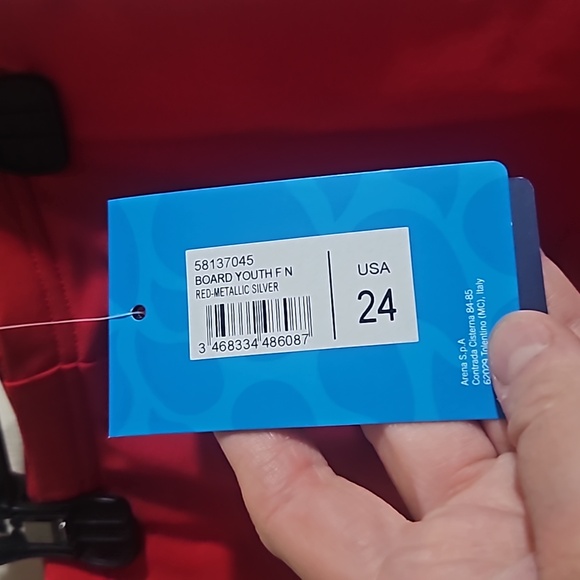 58137045
BOARD YOUTH F N
RED-METALLIC SILVER
3 468334 486087
USA
24
Arena S.p.A
Contrada Cisterna 84-85
62029 Tolentino (MC), Italy